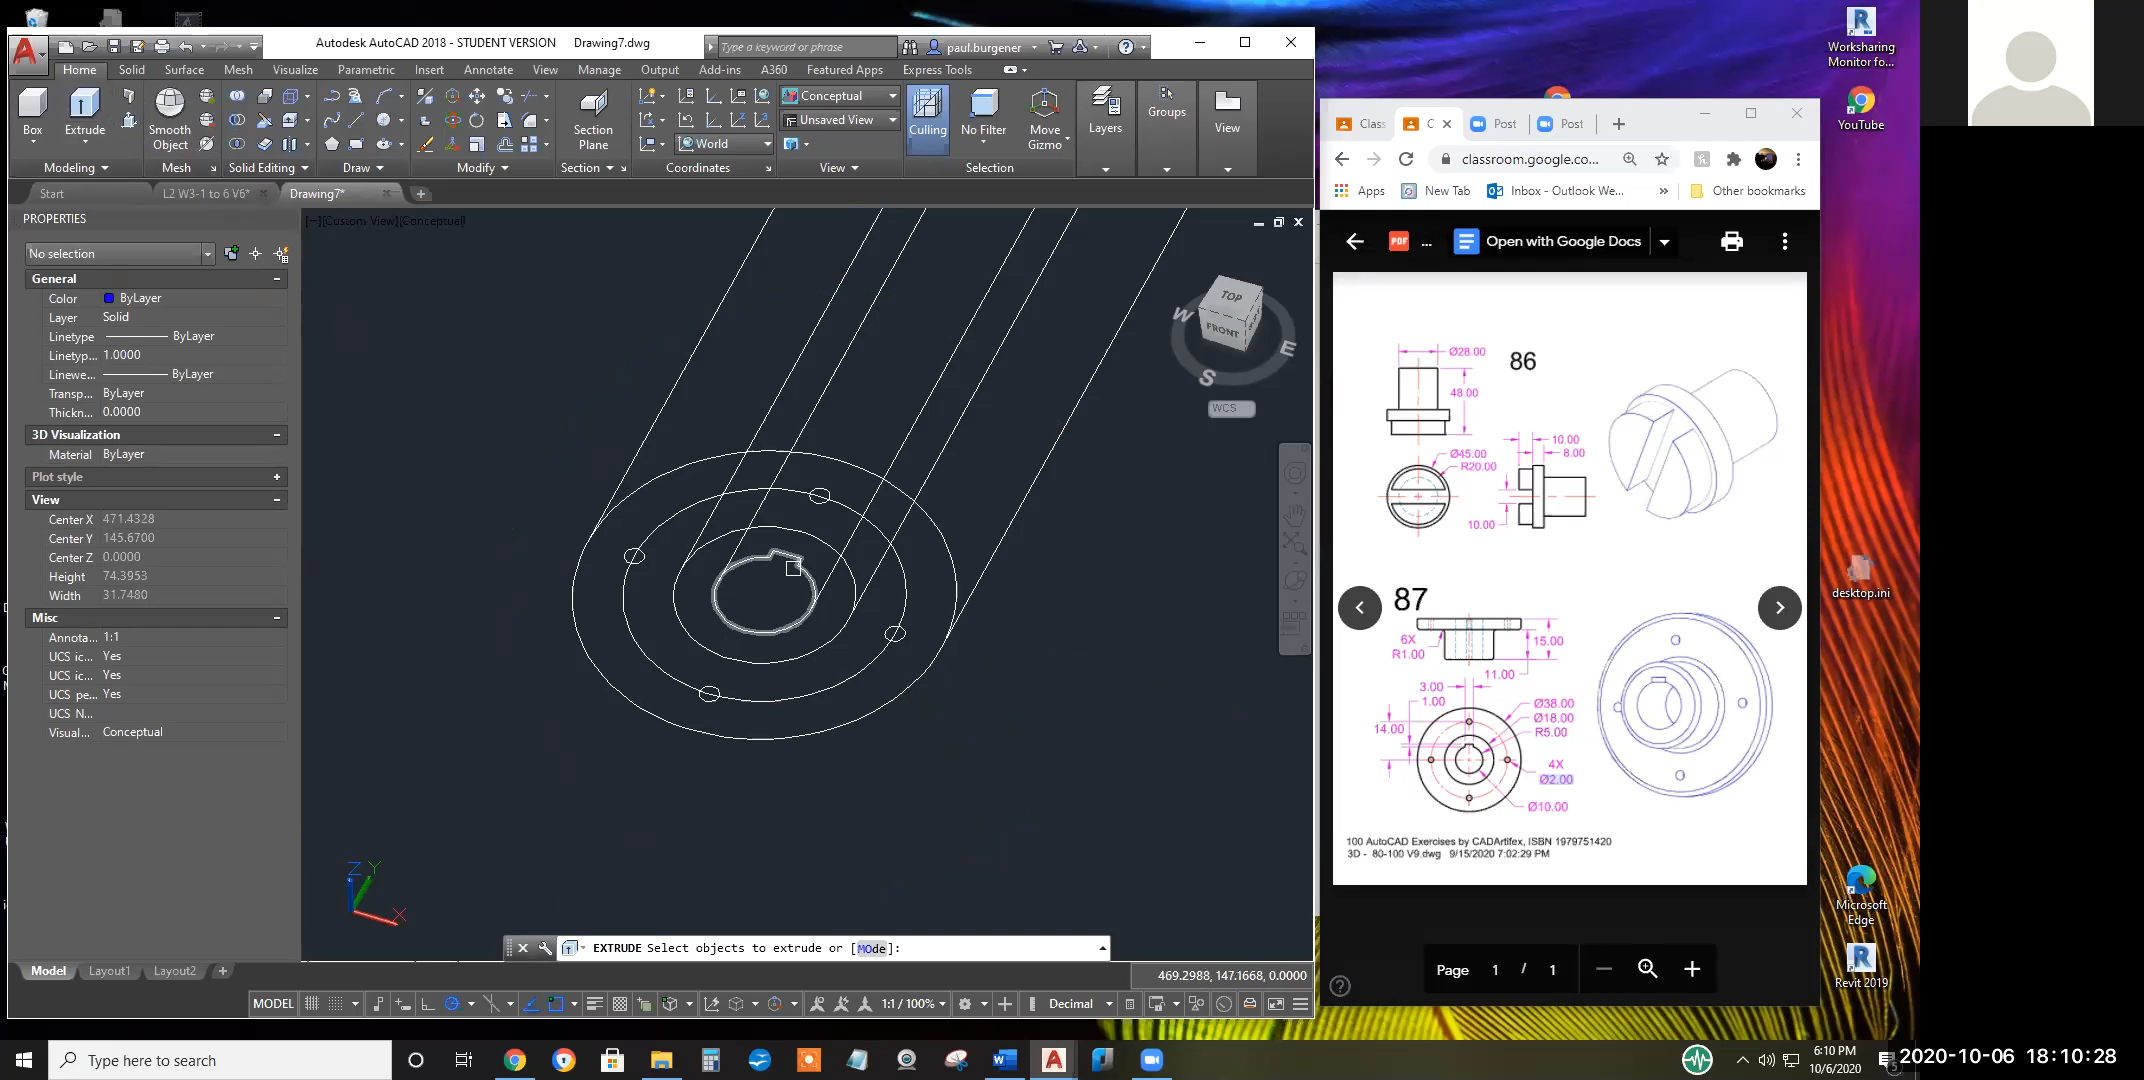 Autodesk AutoCAD 2018 - STUDENT VERSION Drawing7.dwg
Type a keyword or phrase
paul.burgener
Home Solid Surface Mesh Visualize Parametric Insert Annotate View Manage Output Add-ins A360 Featured Apps Express Tools
Box
Extrude
Smooth Object
Section Plane
World
Conceptual
Unsaved View
Culling
No Filter
Move Gizmo
Layers
Groups
View
Modeling
Mesh
Solid Editing
Draw
Modify
Section
Coordinates
View
Selection
Start
L2 W3-1 to 6 V6*
Drawing7*
PROPERTIES
No selection
General
Color ByLayer
Layer Solid
Linetype ByLayer
Linetyp... 1.0000
Linewe... ByLayer
Transp... ByLayer
Thickn... 0.0000
3D Visualization
Material ByLayer
Plot style
View
Center X 471.4328
Center Y 145.6700
Center Z 0.0000
Height 74.3953
Width 31.7480
Misc
Annota... 1:1
UCS ic... Yes
UCS ic... Yes
UCS pe... Yes
UCS N...
Visual... Conceptual
[−][Custom View][Conceptual]
TOP
FRONT
W
S
E
WCS
Z
Y
X
EXTRUDE Select objects to extrude or [MOde]:
469.2988, 147.1668, 0.0000
Model Layout1 Layout2
MODEL
1:1 / 100%
Decimal
Class
C
Post
Post
classroom.google.co...
Apps
New Tab
Inbox - Outlook We...
»
Other bookmarks
PDF
...
Open with Google Docs
86
Ø28.00
48.00
Ø45.00
R20.00
10.00
8.00
10.00
87
6X
R1.00
15.00
11.00
3.00
1.00
14.00
Ø38.00
Ø18.00
R5.00
4X
Ø2.00
Ø10.00
100 AutoCAD Exercises by CADArtifex, ISBN 1979751420
3D - 80-100 V9.dwg 9/15/2020 7:02:29 PM
Page 1 / 1
Worksharing Monitor fo...
YouTube
desktop.ini
Microsoft Edge
Revit 2019
Type here to search
6:10 PM
10/6/2020
5
2020-10-06 18:10:28